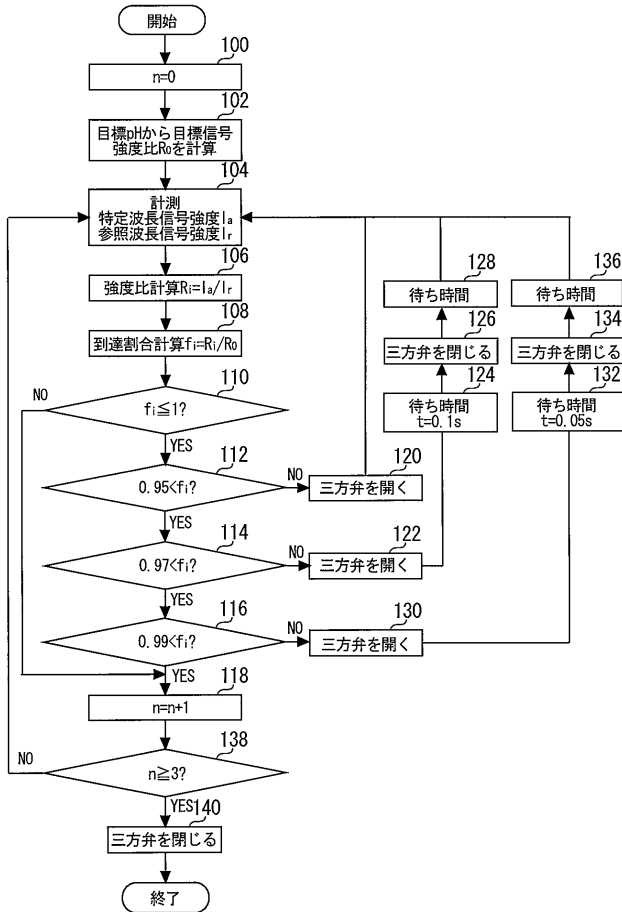 開始
100
n=0
102
目標pHから目標信号
強度比R₀を計算
104
計測
特定波長信号強度Iₐ
参照波長信号強度Iᵣ
106
強度比計算Rᵢ=Iₐ/Iᵣ
108
到達割合計算fᵢ=Rᵢ/R₀
110
fᵢ≦1?
NO
YES
112
0.95<fᵢ?
NO
120
三方弁を開く
YES
114
0.97<fᵢ?
NO
122
三方弁を開く
YES
116
0.99<fᵢ?
NO
130
三方弁を開く
YES
118
n=n+1
138
n≧3?
NO
YES
140
三方弁を閉じる
終了
128
待ち時間
126
三方弁を閉じる
124
待ち時間
t=0.1s
136
待ち時間
134
三方弁を閉じる
132
待ち時間
t=0.05s